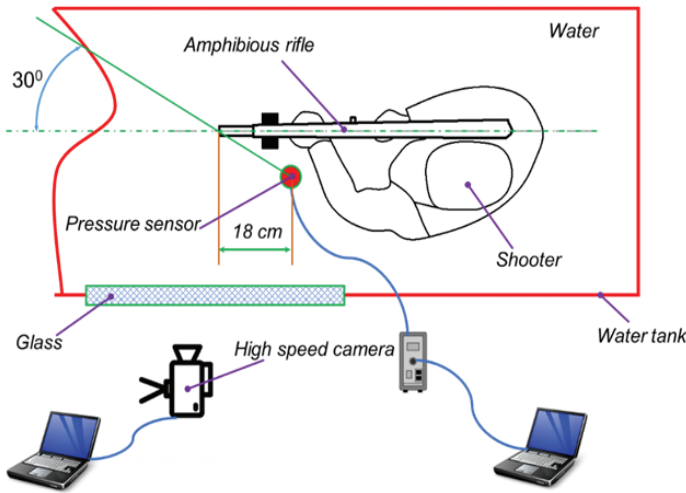 Water
Amphibious rifle
30⁰
Pressure sensor
18 cm
Shooter
Glass
High speed camera
Water tank